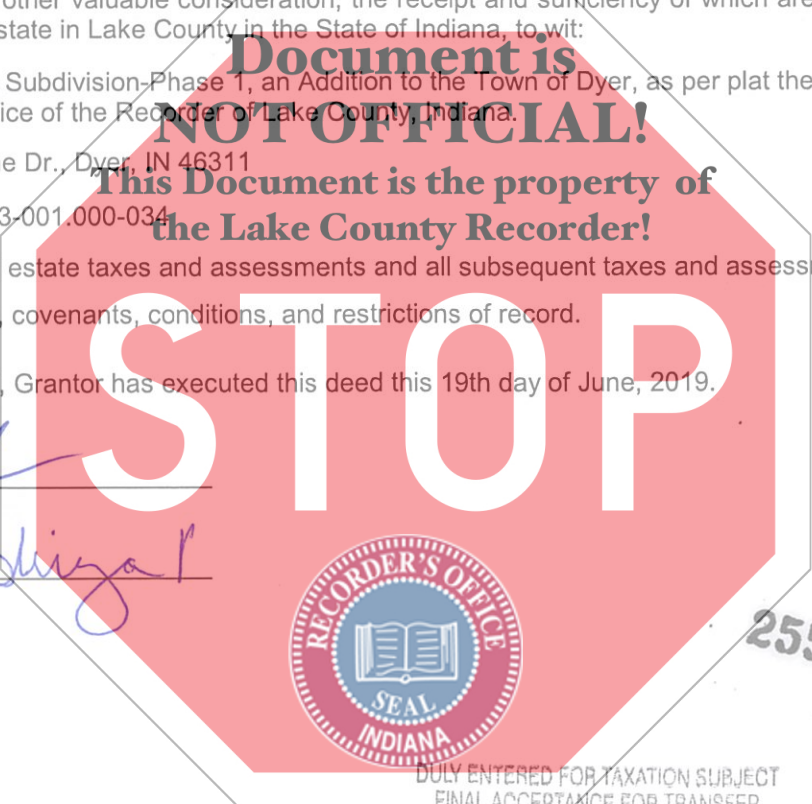 other valuable consideration, the receipt and sufficiency of which are
state in Lake County in the State of Indiana, to wit:
Document is
Subdivision-Phase 1, an Addition to the Town of Dyer, as per plat the
ice of the Recorder of Lake County, Indiana.
NOT OFFICIAL!
e Dr., Dyer, IN 46311
This Document is the property of
3-001.000-034
the Lake County Recorder!
estate taxes and assessments and all subsequent taxes and assess
, covenants, conditions, and restrictions of record.
STOP
, Grantor has executed this deed this 19th day of June, 2019.
RECORDER'S OFFICE
SEAL
INDIANA
255
DULY ENTERED FOR TAXATION SUBJECT
FINAL ACCEPTANCE FOR TRANSFER